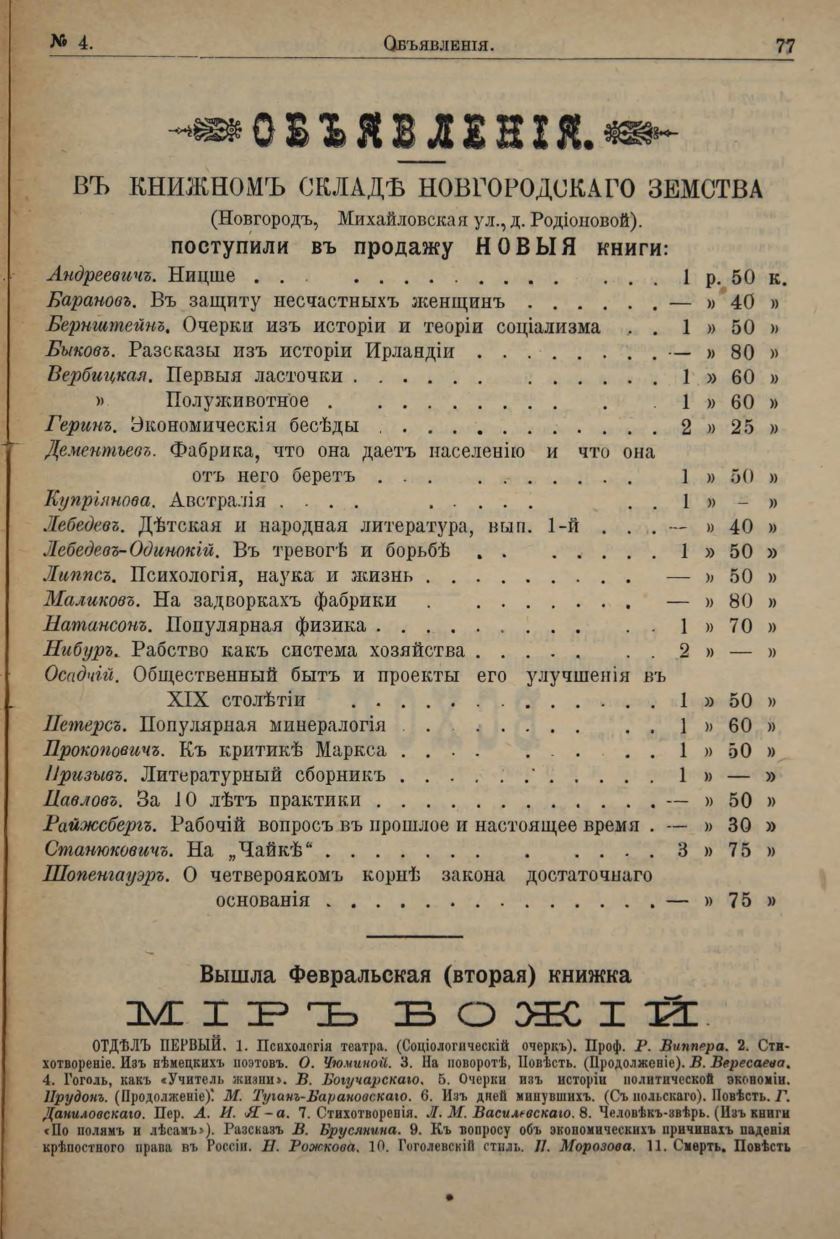 № 4.
Объявленія.
77
ОБЪЯВЛЕНІЯ.
ВЪ КНИЖНОМЪ СКЛАДѢ НОВГОРОДСКАГО ЗЕМСТВА
(Новгородъ, Михайловская ул., д. Родіоновой).
поступили въ продажу НОВЫЯ книги:
Андреевичъ. Ницше . . . . . . . . . . . . . . . 1 р. 50 к.
Барановъ. Въ защиту несчастныхъ женщинъ . . . . . . — » 40 »
Бернштейнъ. Очерки изъ исторіи и теоріи соціализма . . 1 » 50 »
Быковъ. Разсказы изъ исторіи Ирландіи . . . . . . . . — » 80 »
Вербицкая. Первыя ласточки . . . . . . . . . . . . 1 » 60 »
» Полуживотное . . . . . . . . . . 1 » 60 »
Геринъ. Экономическія бесѣды . . . . . . . . . . . . 2 » 25 »
Дементьевъ. Фабрика, что она даетъ населенію и что она
отъ него беретъ . . . . . . . . . . 1 » 50 »
Купріянова. Австралія . . . . . . . . . . . 1 » – »
Лебедевъ. Дѣтская и народная литература, вып. 1-й . . . -- » 40 »
Лебедевъ-Одинокій. Въ тревогѣ и борьбѣ . . . . . . . 1 » 50 »
Липпсъ. Психологія, наука и жизнь . . . . . . . . . — » 50 »
Маликовъ. На задворкахъ фабрики . . . . . . . . — » 80 »
Натансонъ. Популярная физика . . . . . . . . . . . 1 » 70 »
Нибуръ. Рабство какъ система хозяйства . . . . . . . 2 » — »
Осадчій. Общественный бытъ и проекты его улучшенія въ
XIX столѣтіи . . . . . . . . . . . . 1 » 50 »
Петерсъ. Популярная минералогія . . . . . . . . . . 1 » 60 »
Прокоповичъ. Къ критикѣ Маркса . . . . . . . . . . 1 » 50 »
Призывъ. Литературный сборникъ . . . . . . . . . . . 1 » — »
Павловъ. За 10 лѣтъ практики . . . . . . . . . . . . — » 50 »
Райхсбергъ. Рабочій вопросъ въ прошлое и настоящее время . — » 30 »
Станюковичъ. На „Чайкѣ“ . . . . . . . . . . . . 3 » 75 »
Шопенгауэръ. О четвероякомъ корнѣ закона достаточнаго
основанія . . . . . . . . . . . . . . . — » 75 »
Вышла Февральская (вторая) книжка
МІРЪ БОЖІЙ.
ОТДѢЛЪ ПЕРВЫЙ. 1. Психологія театра. (Соціологическій очеркъ). Проф. Р. Виппера. 2. Сти-
хотвореніе. Изъ нѣмецкихъ поэтовъ. О. Чюминой. 3. На поворотѣ, Повѣсть. (Продолженіе). В. Вересаева.
4. Гоголь, какъ «Учитель жизни». В. Богучарскаго. 5. Очерки изъ исторіи политической экономіи.
Прудонъ. (Продолженіе). М. Туганъ-Барановскаго. 6. Изъ дней минувшихъ. (Съ польскаго). Повѣсть. Г.
Даниловскаго. Пер. А. И. Я—а. 7. Стихотворенія. Л. М. Василевскаго. 8. Человѣкъ-звѣрь. (Изъ книги
«По полямъ и лѣсамъ»). Разсказъ В. Брусянина. 9. Къ вопросу объ экономическихъ причинахъ паденія
крѣпостного права въ Россіи. Н. Рожкова. 10. Гоголевскій стиль. П. Морозова. 11. Смерть. Повѣсть